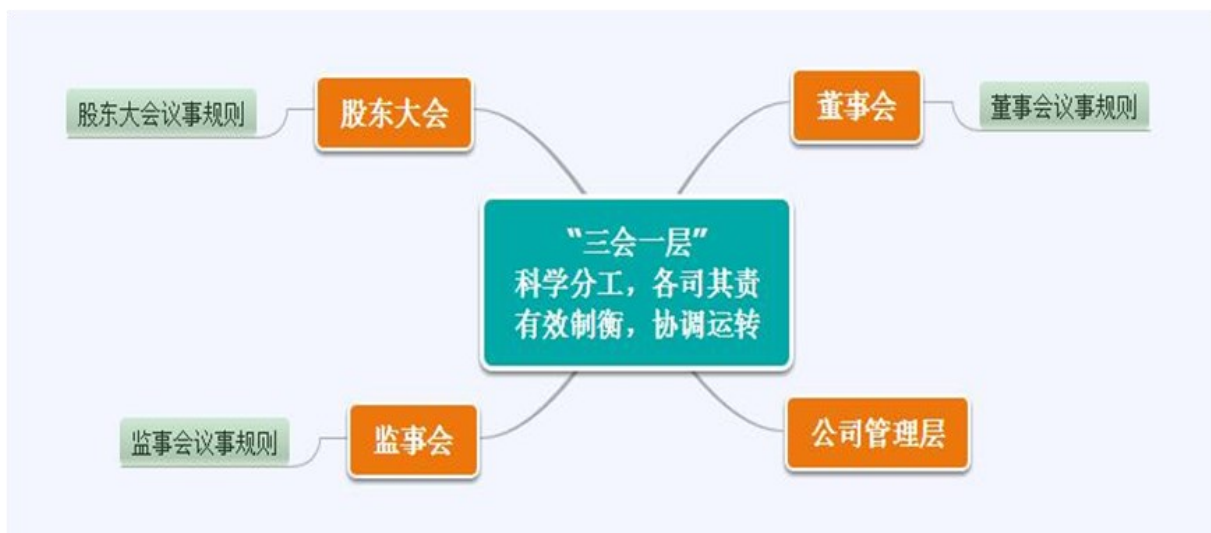 股东大会议事规则
股东大会
董事会
董事会议事规则
“三会一层”
科学分工，各司其责
有效制衡，协调运转
监事会议事规则
监事会
公司管理层